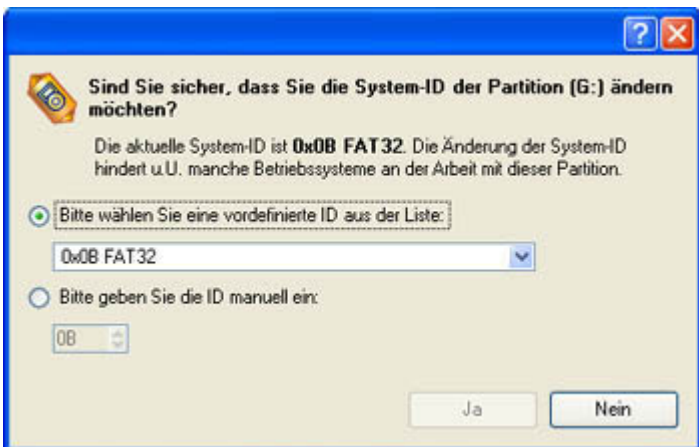 Sind Sie sicher, dass Sie die System-ID der Partition (G:) ändern
möchten?
Die aktuelle System-ID ist 0x0B FAT32. Die Änderung der System-ID
hindert u.U. manche Betriebssysteme an der Arbeit mit dieser Partition.
Bitte wählen Sie eine vordefinierte ID aus der Liste:
0x0B FAT32
Bitte geben Sie die ID manuell ein:
0B
Ja
Nein